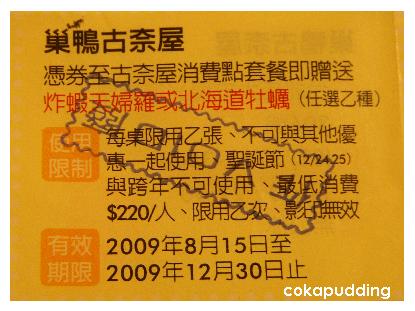 巢鴨古奈屋
憑券至古奈屋消費點套餐即贈送
炸蝦天婦羅或北海道牡蠣（任選乙種）
使用
限制
每桌限用乙張、不可與其他優
惠一起使用、聖誕節（12/24.25）
與跨年不可使用、最低消費
$220/人、限用乙次、影印無效
有效
期限
2009年8月15日至
2009年12月30日止
cokapudding